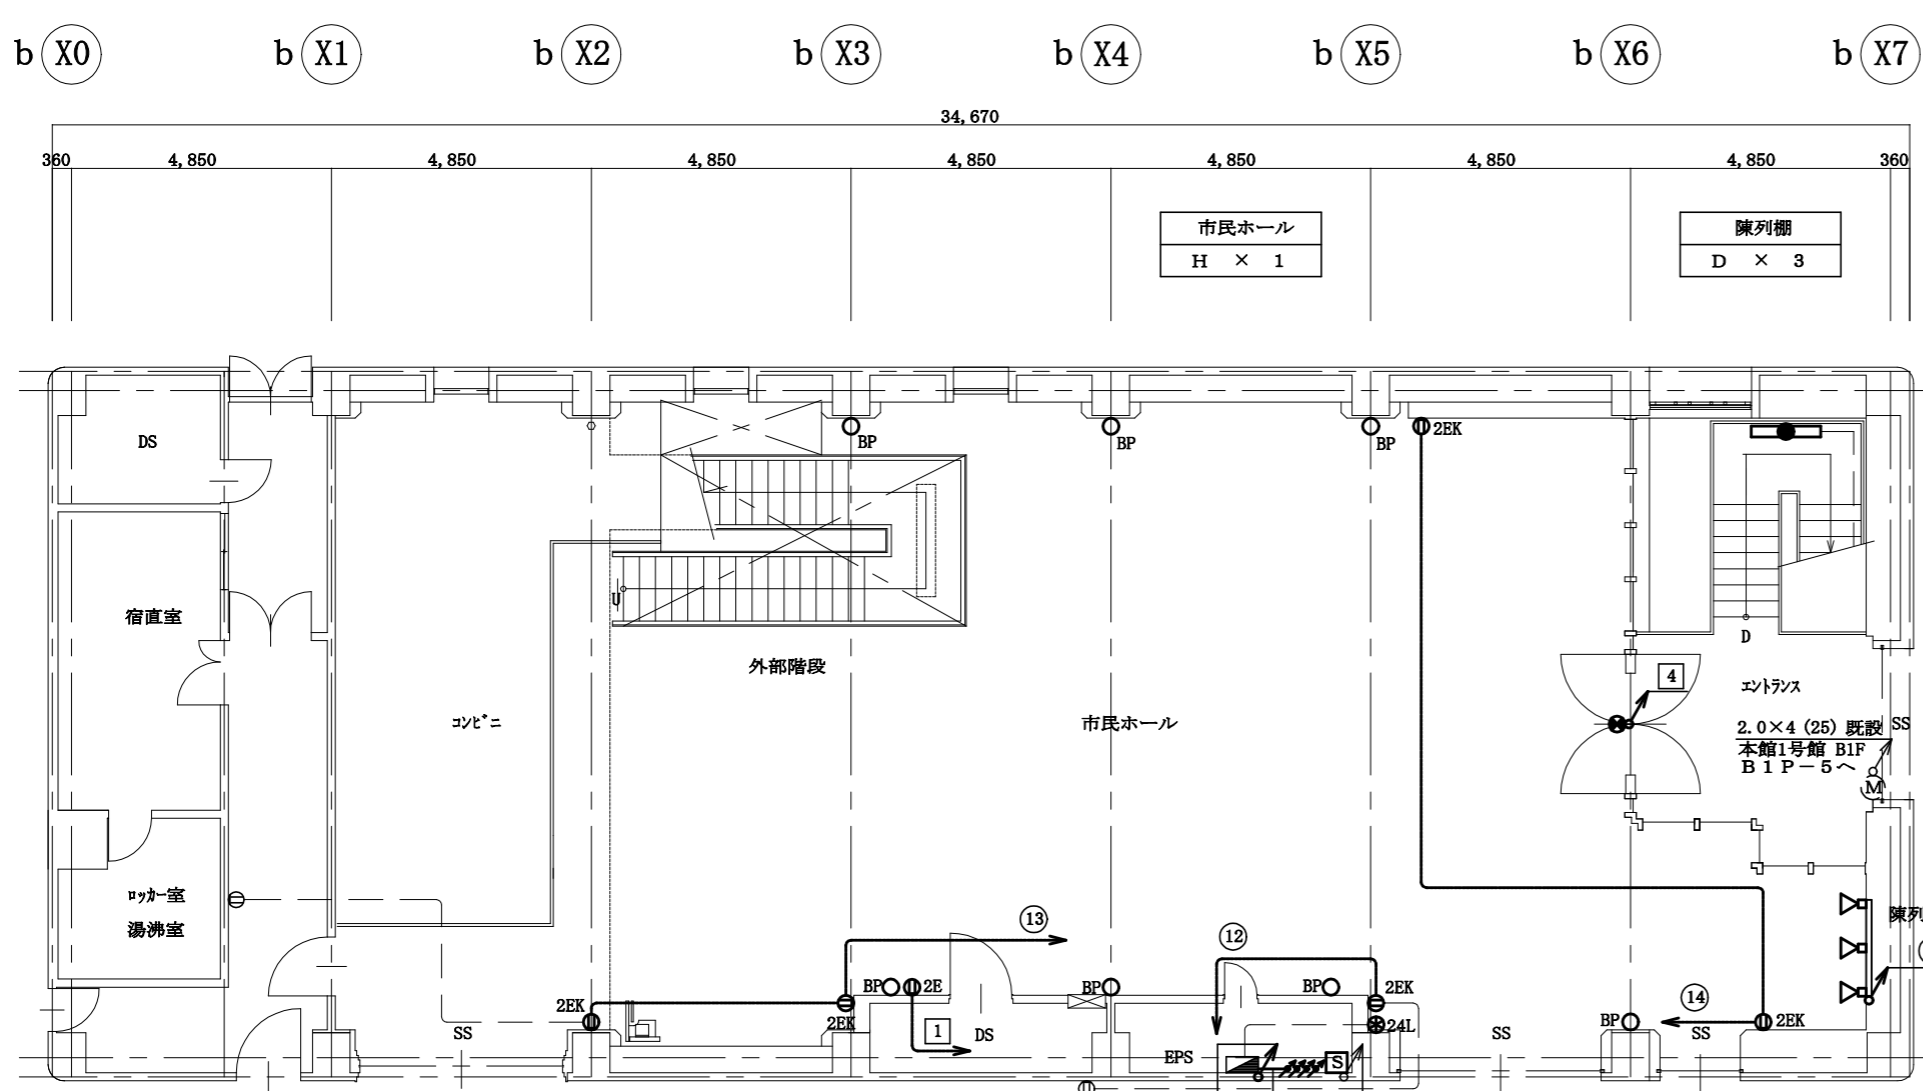 b X0 b X1 b X2 b X3 b X4 b X5 b X6 b X7
34,670
360 4,850 4,850 4,850 4,850 4,850 4,850 4,850 360
市民ホール
H × 1
陳列棚
D × 3
BP
BP
BP
2EK
DS
宿直室
U
D
外部階段
4
エントランス
コンビニ
市民ホール
2.0×4 (25) 既設
SS
本館1号館 B1F
B1P-5へ
M
ロッカー室
湯沸室
陳列
13
12
BP
2E
BP
BP
2EK
14
2EK
2EK
1
DS
24L
BP
SS
2EK
SS
SS
EPS
S